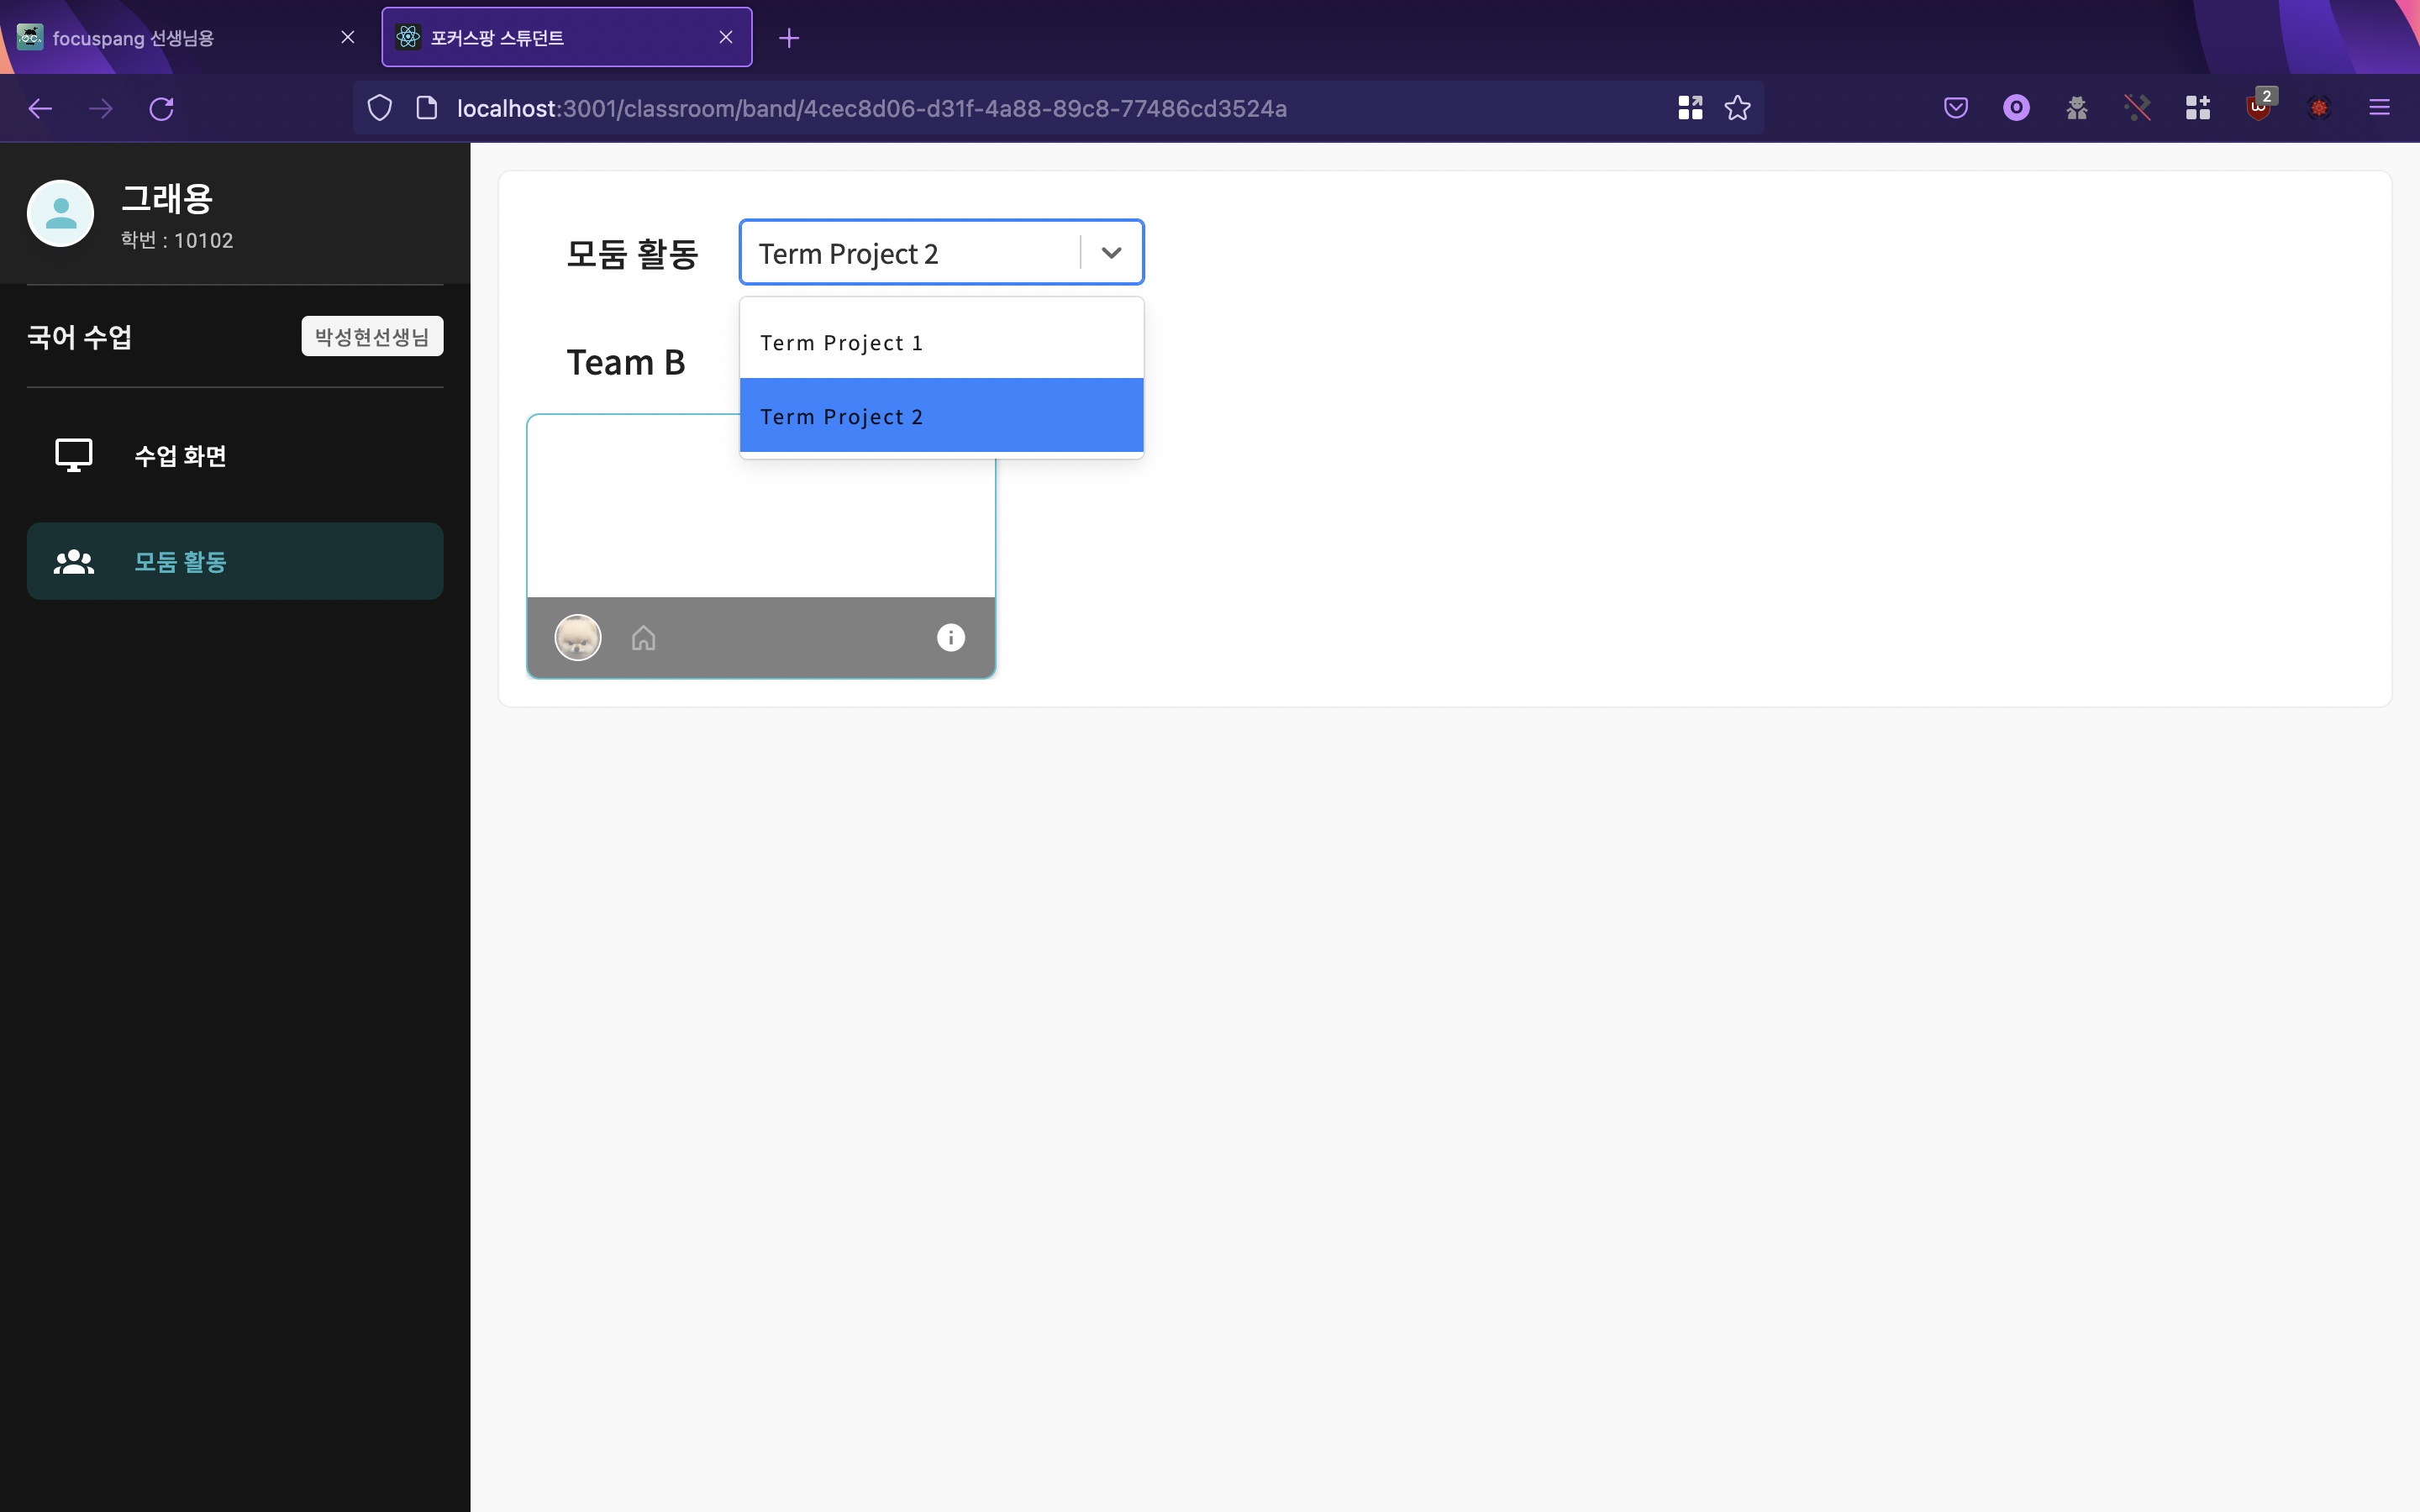 focuspang 선생님용
포커스팡 스튜던트
localhost:3001/classroom/band/4cec8d06-d31f-4a88-89c8-77486cd3524a
2
그래용
학번 : 10102
국어 수업
박성현선생님
수업 화면
모둠 활동
모둠 활동
Term Project 2
Term Project 1
Term Project 2
Team B